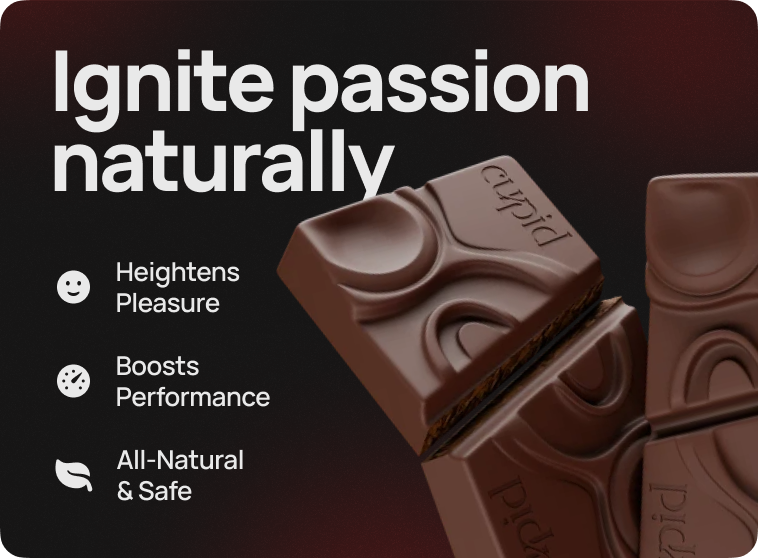 Ignite passion
naturally
cupid
Heightens
Pleasure
Boosts
Performance
All-Natural
& Safe
cupid
cupid